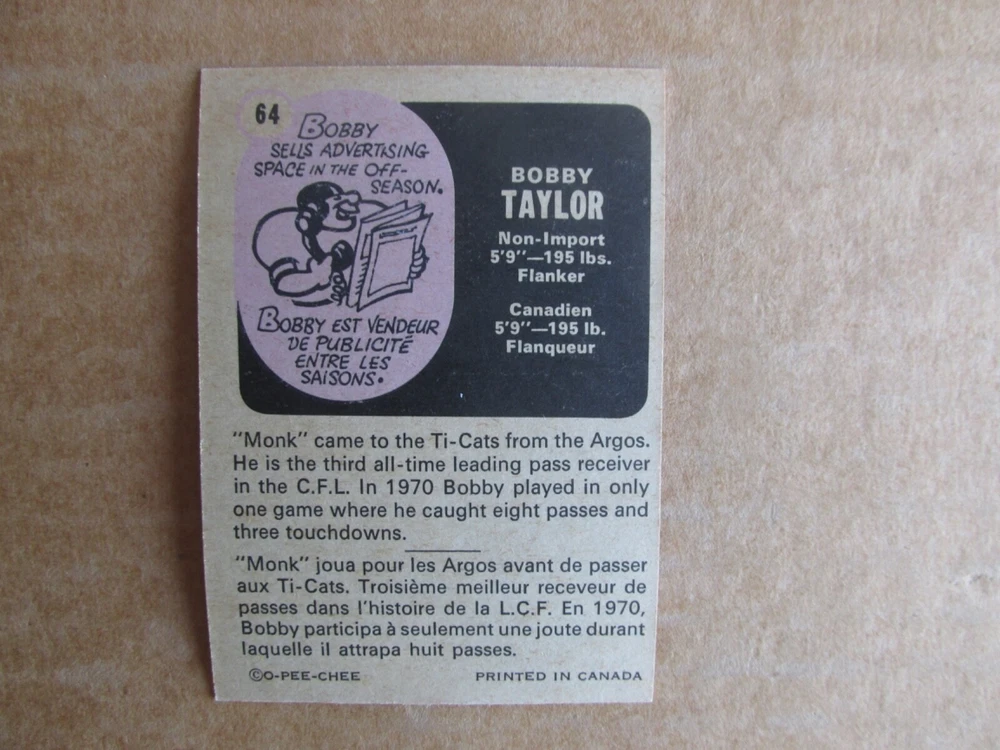 64
BOBBY
SELLS ADVERTISING
SPACE IN THE OFF-
SEASON.
BOBBY EST VENDEUR
DE PUBLICITÉ
ENTRE LES
SAISONS.
BOBBY
TAYLOR
Non-Import
5'9"—195 lbs.
Flanker
Canadien
5'9"—195 lb.
Flanqueur
"Monk" came to the Ti-Cats from the Argos.
He is the third all-time leading pass receiver
in the C.F.L. In 1970 Bobby played in only
one game where he caught eight passes and
three touchdowns.
"Monk" joua pour les Argos avant de passer
aux Ti-Cats. Troisième meilleur receveur de
passes dans l'histoire de la L.C.F. En 1970,
Bobby participa à seulement une joute durant
laquelle il attrapa huit passes.
©O-PEE-CHEE PRINTED IN CANADA